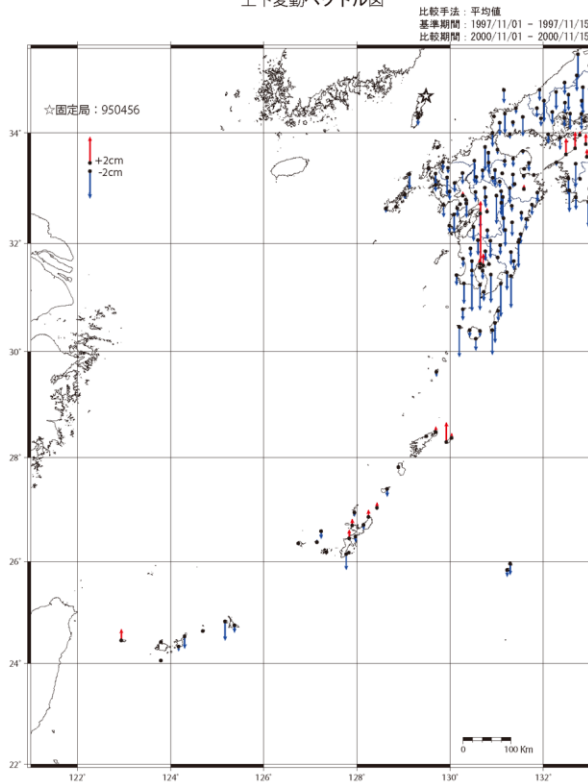 上下変動ベクトル図
比較手法：平均値
基準期間：1997/11/01 － 1997/11/15
比較期間：2000/11/01 － 2000/11/15
☆固定局：950456
+2cm
-2cm
34˚
32˚
30˚
28˚
26˚
24˚
22˚
122˚
124˚
126˚
128˚
130˚
132˚
0
100 Km